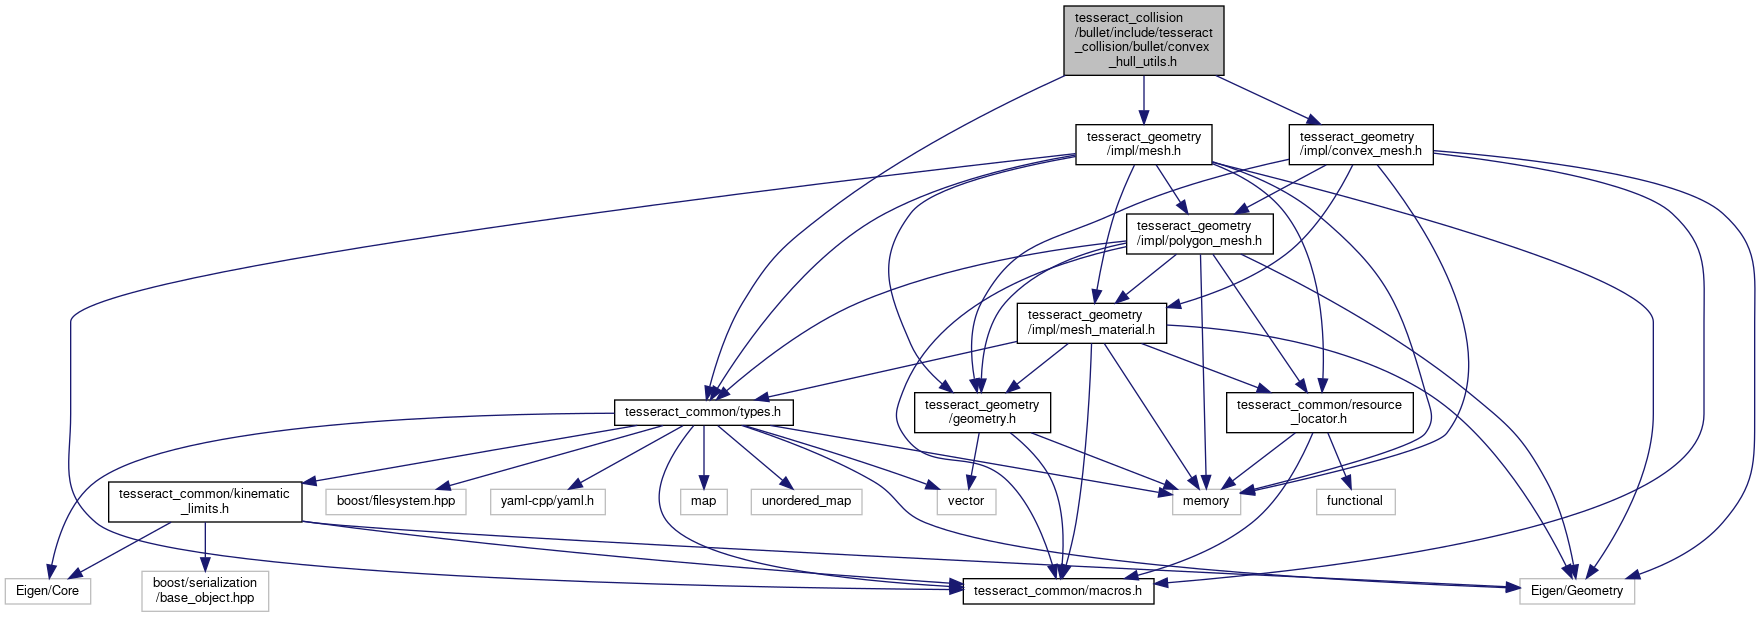 tesseract_collision
/bullet/include/tesseract
_collision/bullet/convex
_hull_utils.h
tesseract_geometry
/impl/mesh.h
tesseract_geometry
/impl/convex_mesh.h
tesseract_geometry
/impl/polygon_mesh.h
tesseract_geometry
/impl/mesh_material.h
tesseract_common/types.h
tesseract_geometry
/geometry.h
tesseract_common/resource
_locator.h
tesseract_common/kinematic
_limits.h
boost/filesystem.hpp
yaml-cpp/yaml.h
map
unordered_map
vector
memory
functional
Eigen/Core
boost/serialization
/base_object.hpp
tesseract_common/macros.h
Eigen/Geometry